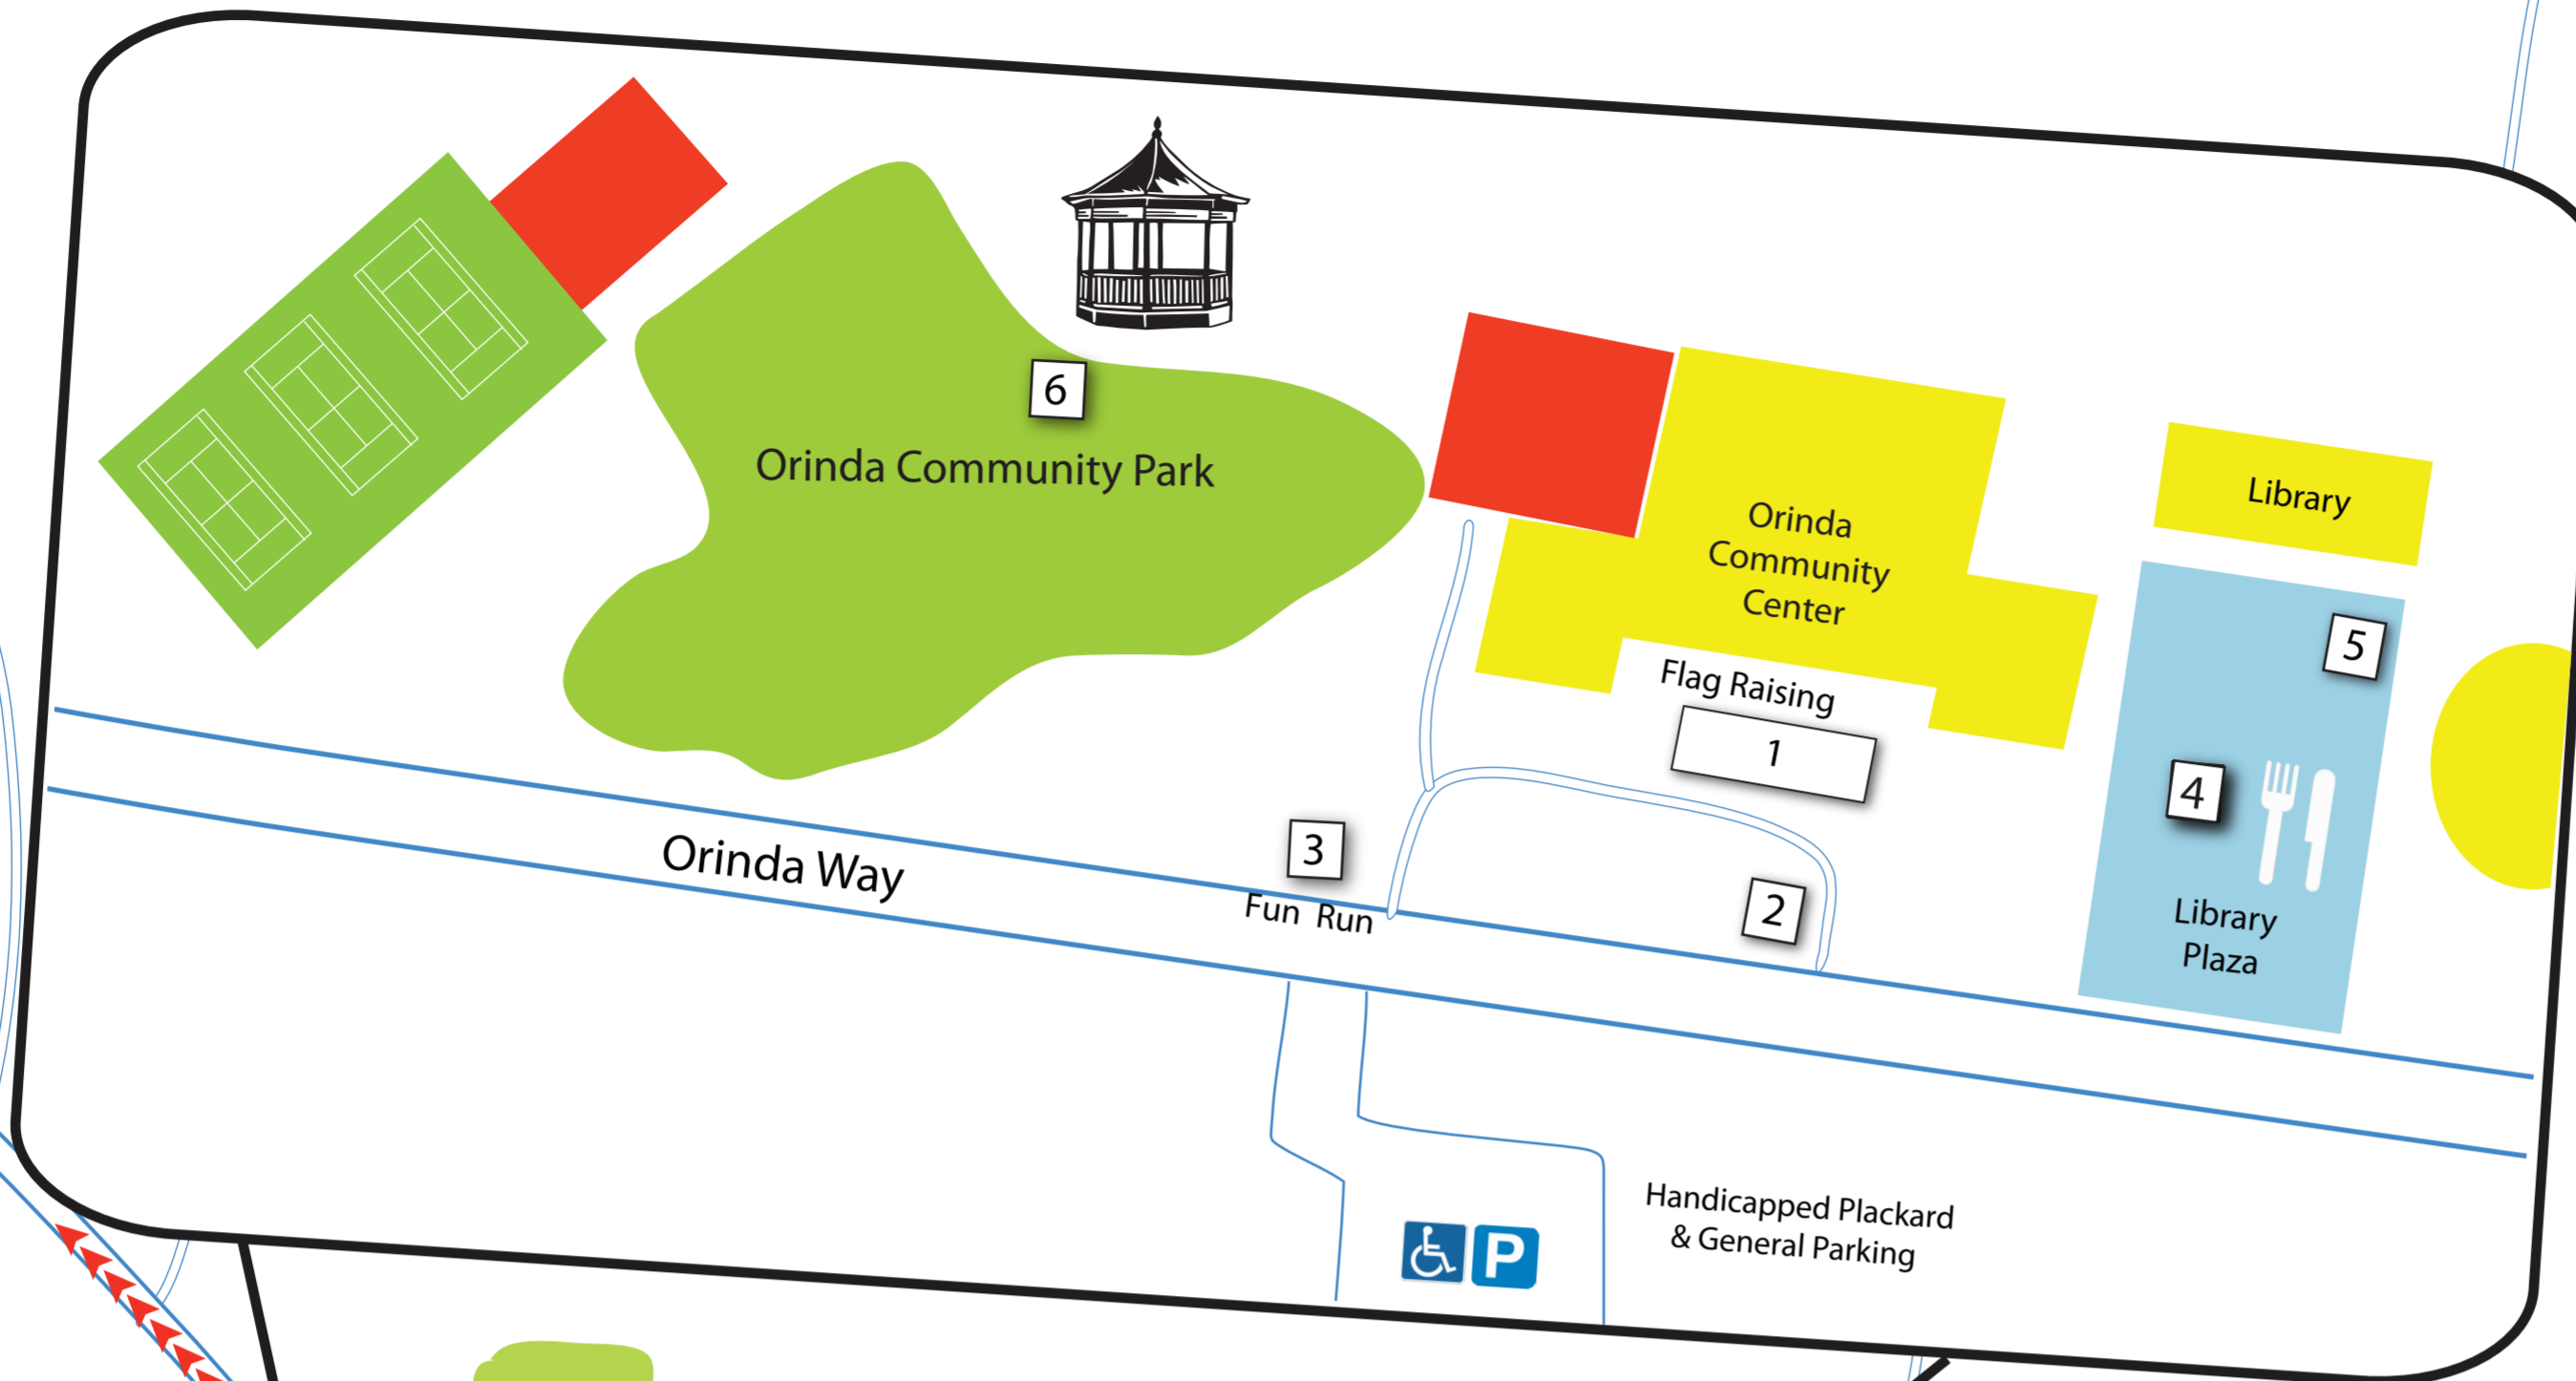 6
Orinda Community Park
Orinda
Community
Center
Library
Flag Raising
1
5
4
3
2
Orinda Way
Fun Run
Library
Plaza
Handicapped Plackard
& General Parking
P